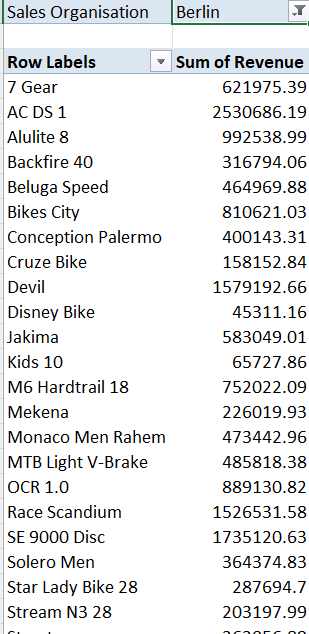 Sales Organisation Berlin
Row Labels Sum of Revenue
7 Gear 621975.39
AC DS 1 2530686.19
Alulite 8 992538.99
Backfire 40 316794.06
Beluga Speed 464969.88
Bikes City 810621.03
Conception Palermo 400143.31
Cruze Bike 158152.84
Devil 1579192.66
Disney Bike 45311.16
Jakima 583049.01
Kids 10 65727.86
M6 Hardtrail 18 752022.09
Mekena 226019.93
Monaco Men Rahem 473442.96
MTB Light V-Brake 485818.38
OCR 1.0 889130.82
Race Scandium 1526531.58
SE 9000 Disc 1735120.63
Solero Men 364374.83
Star Lady Bike 28 287694.7
Stream N3 28 203197.99